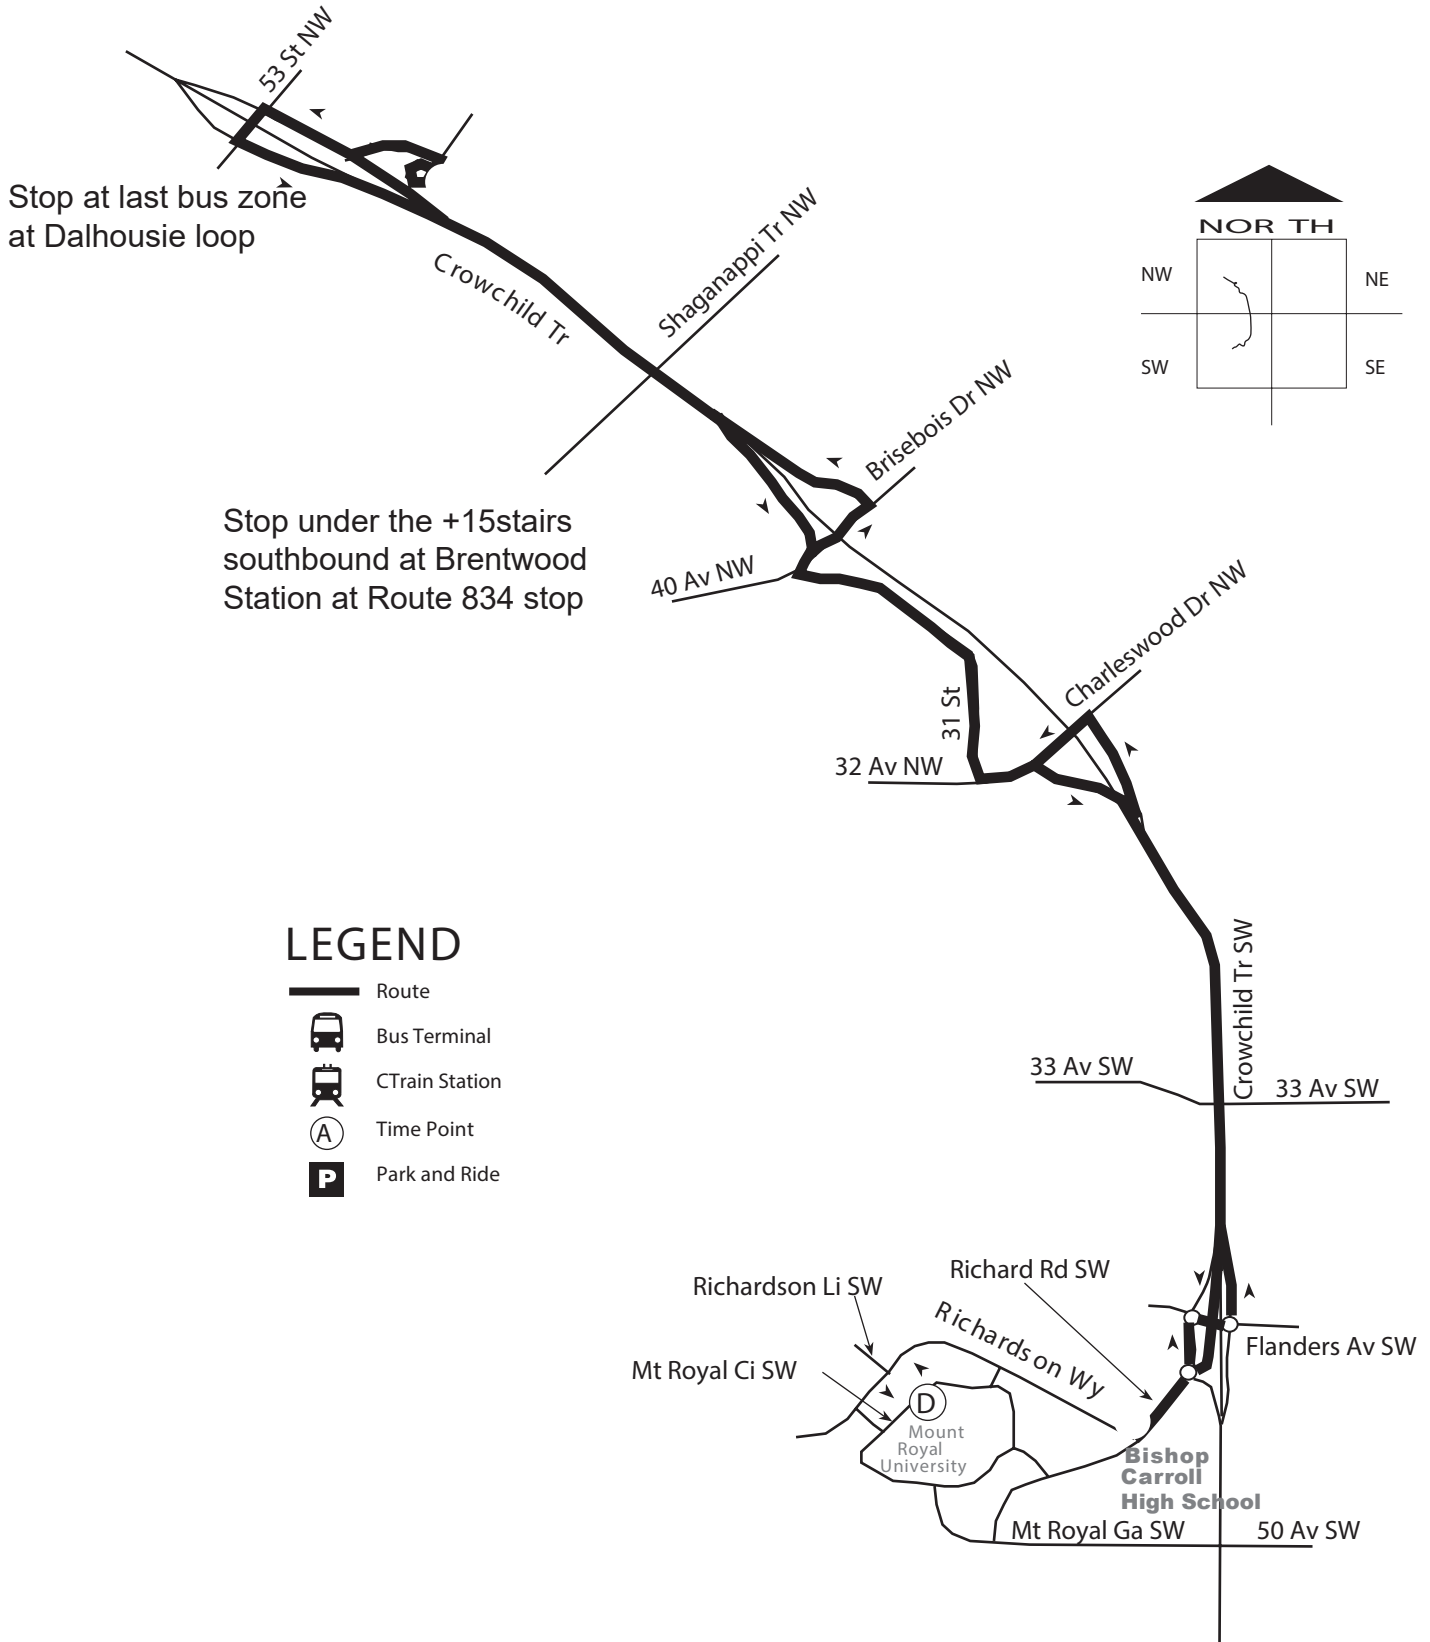 53 St NW
Stop at last bus zone
at Dalhousie loop
Crowchild Tr
Shaganappi Tr NW
NOR TH
NW
NE
SW
SE
Brisebois Dr NW
Stop under the +15stairs
southbound at Brentwood
Station at Route 834 stop
40 Av NW
Charleswood Dr NW
31 St
32 Av NW
LEGEND
Route
Bus Terminal
CTrain Station
A
Time Point
P
Park and Ride
Crowchild Tr SW
33 Av SW
33 Av SW
Richard Rd SW
Richardson Li SW
Richardson Wy
Flanders Av SW
Mt Royal Ci SW
D
Mount
Royal
University
Bishop
Carroll
High School
Mt Royal Ga SW
50 Av SW